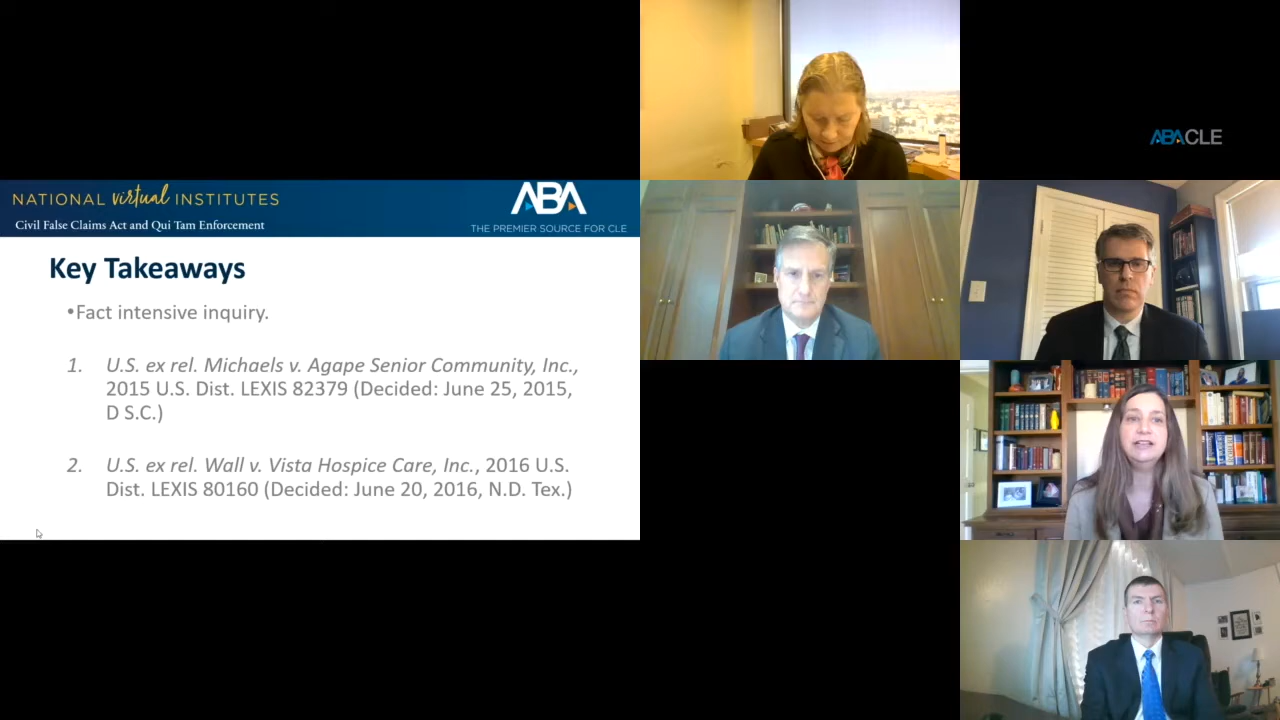 ABACLE
NATIONAL virtual INSTITUTES
Civil False Claims Act and Qui Tam Enforcement
ABA
THE PREMIER SOURCE FOR CLE
Key Takeaways
•Fact intensive inquiry.
1. U.S. ex rel. Michaels v. Agape Senior Community, Inc.,
2015 U.S. Dist. LEXIS 82379 (Decided: June 25, 2015,
D S.C.)
2. U.S. ex rel. Wall v. Vista Hospice Care, Inc., 2016 U.S.
Dist. LEXIS 80160 (Decided: June 20, 2016, N.D. Tex.)